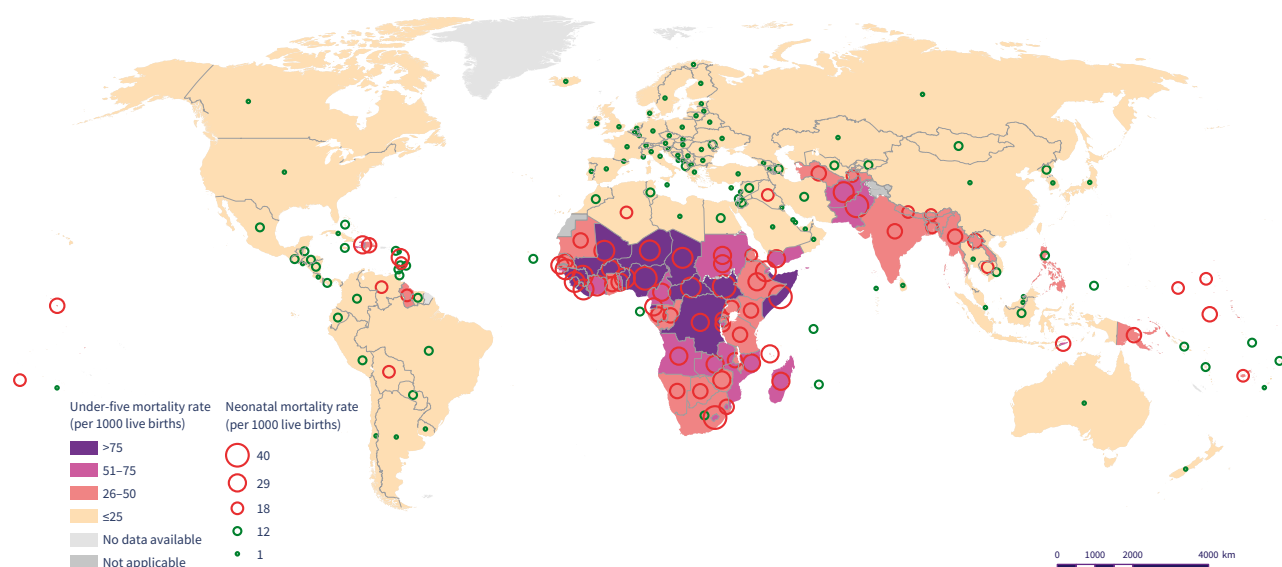 Under-five mortality rate
(per 1000 live births)
>75
51–75
26–50
≤25
No data available
Not applicable
Neonatal mortality rate
(per 1000 live births)
40
29
18
12
1
0 1000 2000 4000 km